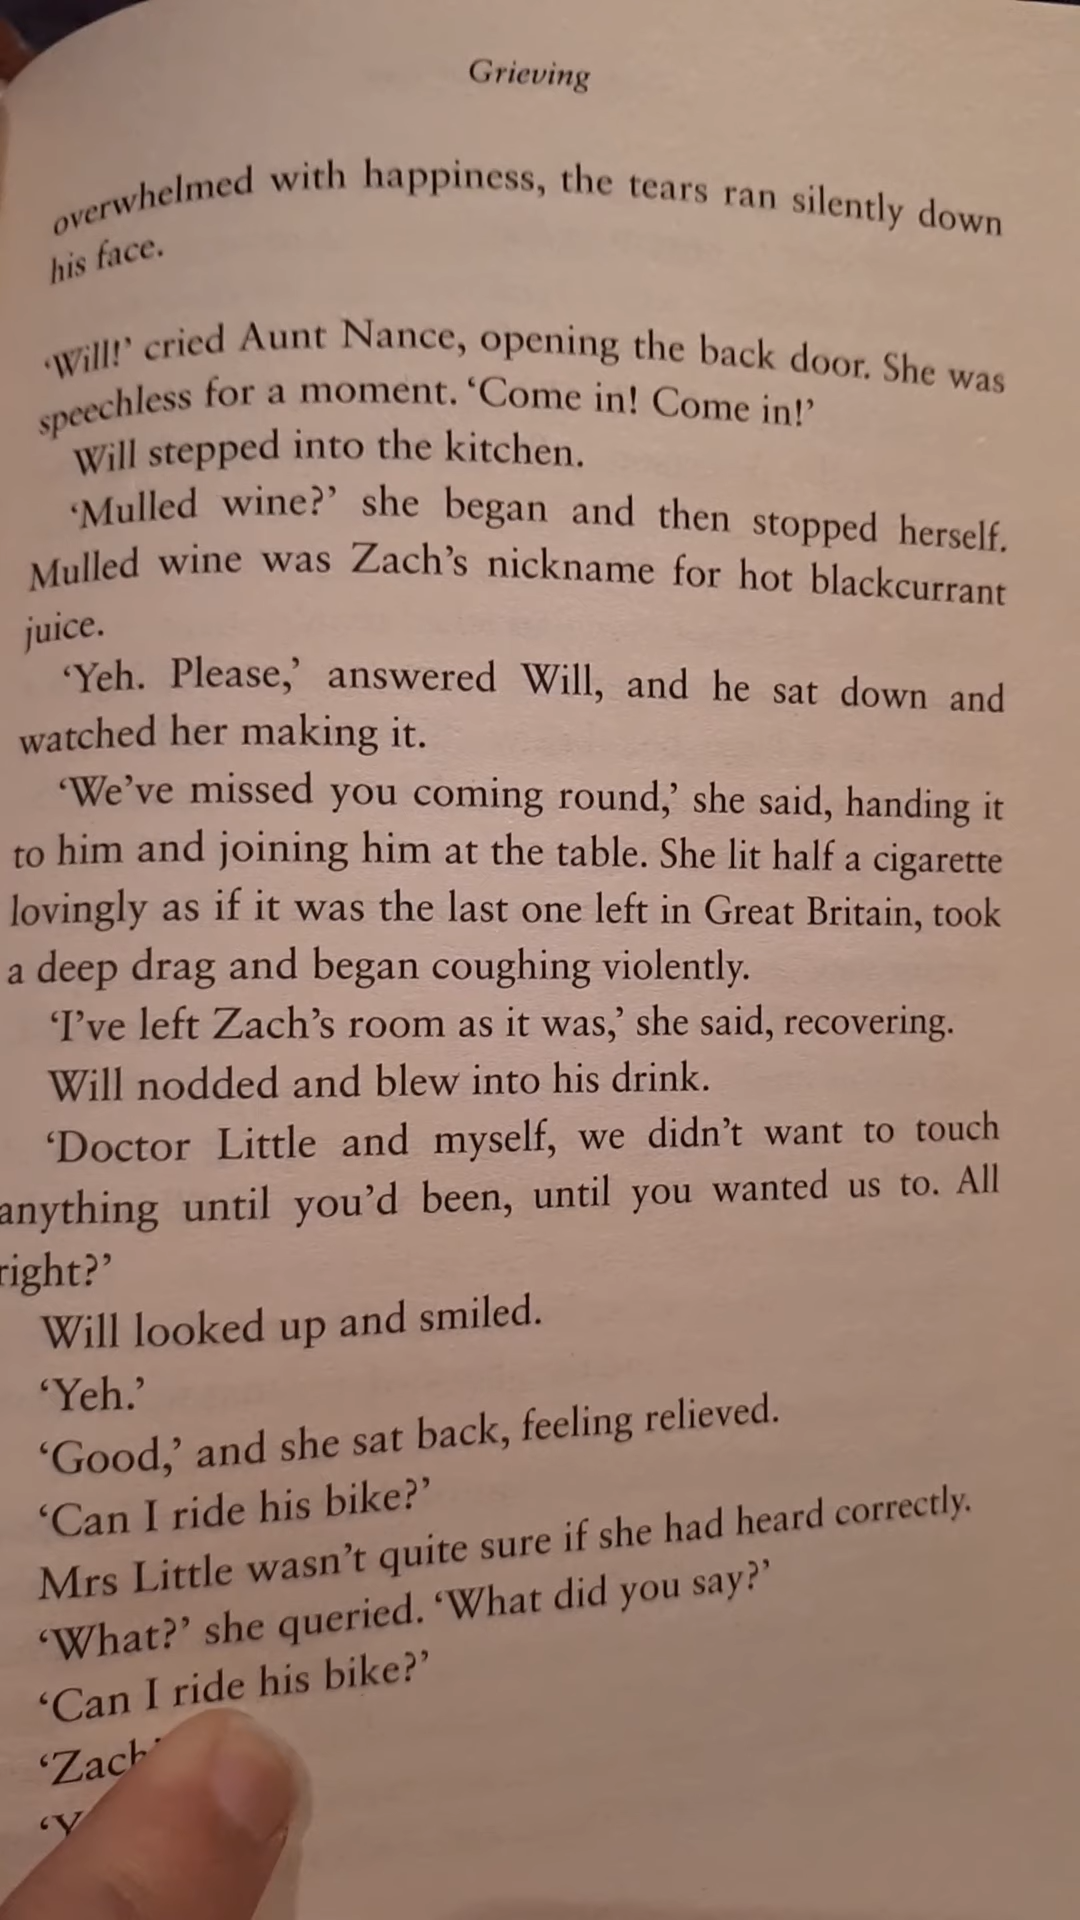 Grieving
overwhelmed with happiness, the tears ran silently down
his face.
‘Will!’ cried Aunt Nance, opening the back door. She was
speechless for a moment. ‘Come in! Come in!’
Will stepped into the kitchen.
‘Mulled wine?’ she began and then stopped herself.
Mulled wine was Zach’s nickname for hot blackcurrant
juice.
‘Yeh. Please,’ answered Will, and he sat down and
watched her making it.
‘We’ve missed you coming round,’ she said, handing it
to him and joining him at the table. She lit half a cigarette
lovingly as if it was the last one left in Great Britain, took
a deep drag and began coughing violently.
‘I’ve left Zach’s room as it was,’ she said, recovering.
Will nodded and blew into his drink.
‘Doctor Little and myself, we didn’t want to touch
anything until you’d been, until you wanted us to. All
right?’
Will looked up and smiled.
‘Yeh.’
‘Good,’ and she sat back, feeling relieved.
‘Can I ride his bike?’
Mrs Little wasn’t quite sure if she had heard correctly.
‘What?’ she queried. ‘What did you say?’
‘Can I ride his bike?’
‘Zach’